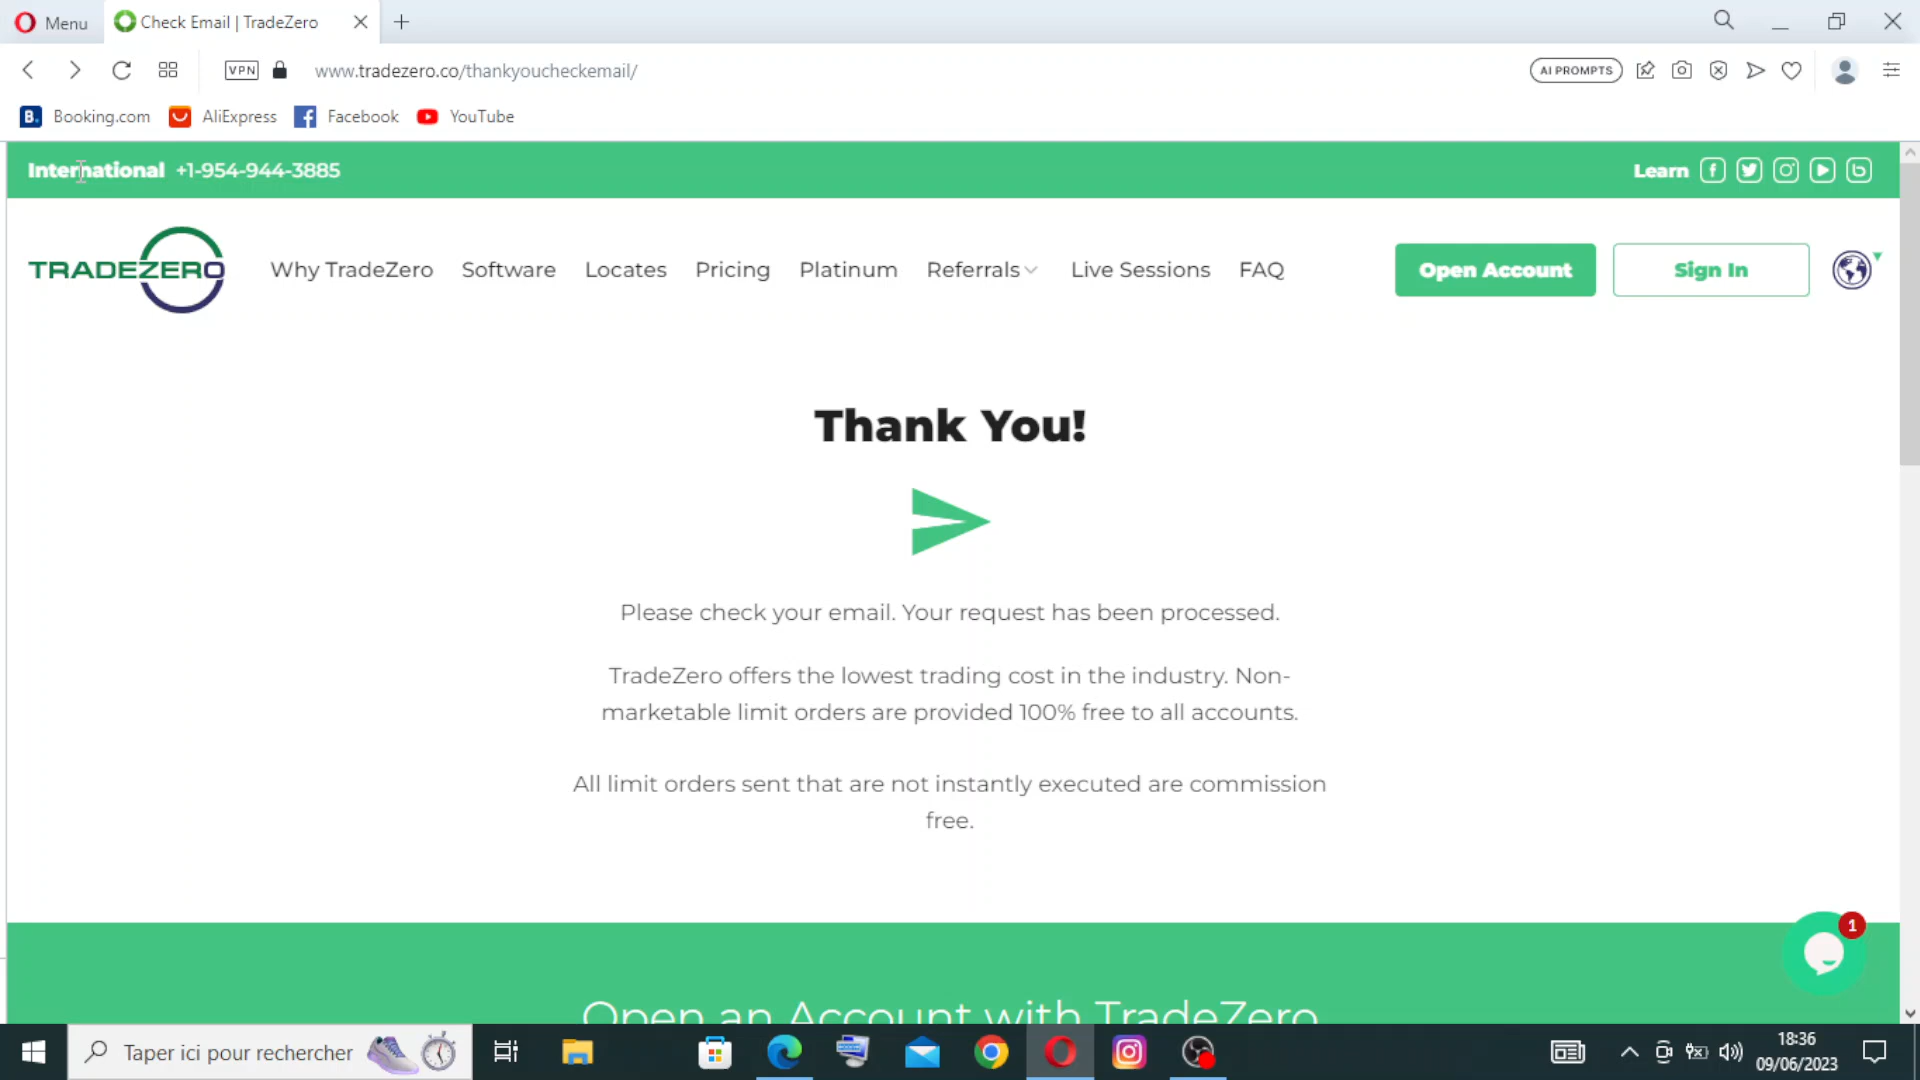 Menu
Check Email | TradeZero
VPN
www.tradezero.co/thankyoucheckemail/
AI PROMPTS
B. Booking.com
AliExpress
Facebook
YouTube
International +1-954-944-3885
Learn
TRADEZERO
Why TradeZero
Software
Locates
Pricing
Platinum
Referrals
Live Sessions
FAQ
Open Account
Sign In
Thank You!
Please check your email. Your request has been processed.
TradeZero offers the lowest trading cost in the industry. Non-
marketable limit orders are provided 100% free to all accounts.
All limit orders sent that are not instantly executed are commission
free.
1
Open an Account with TradeZero
Taper ici pour rechercher
18:36
09/06/2023